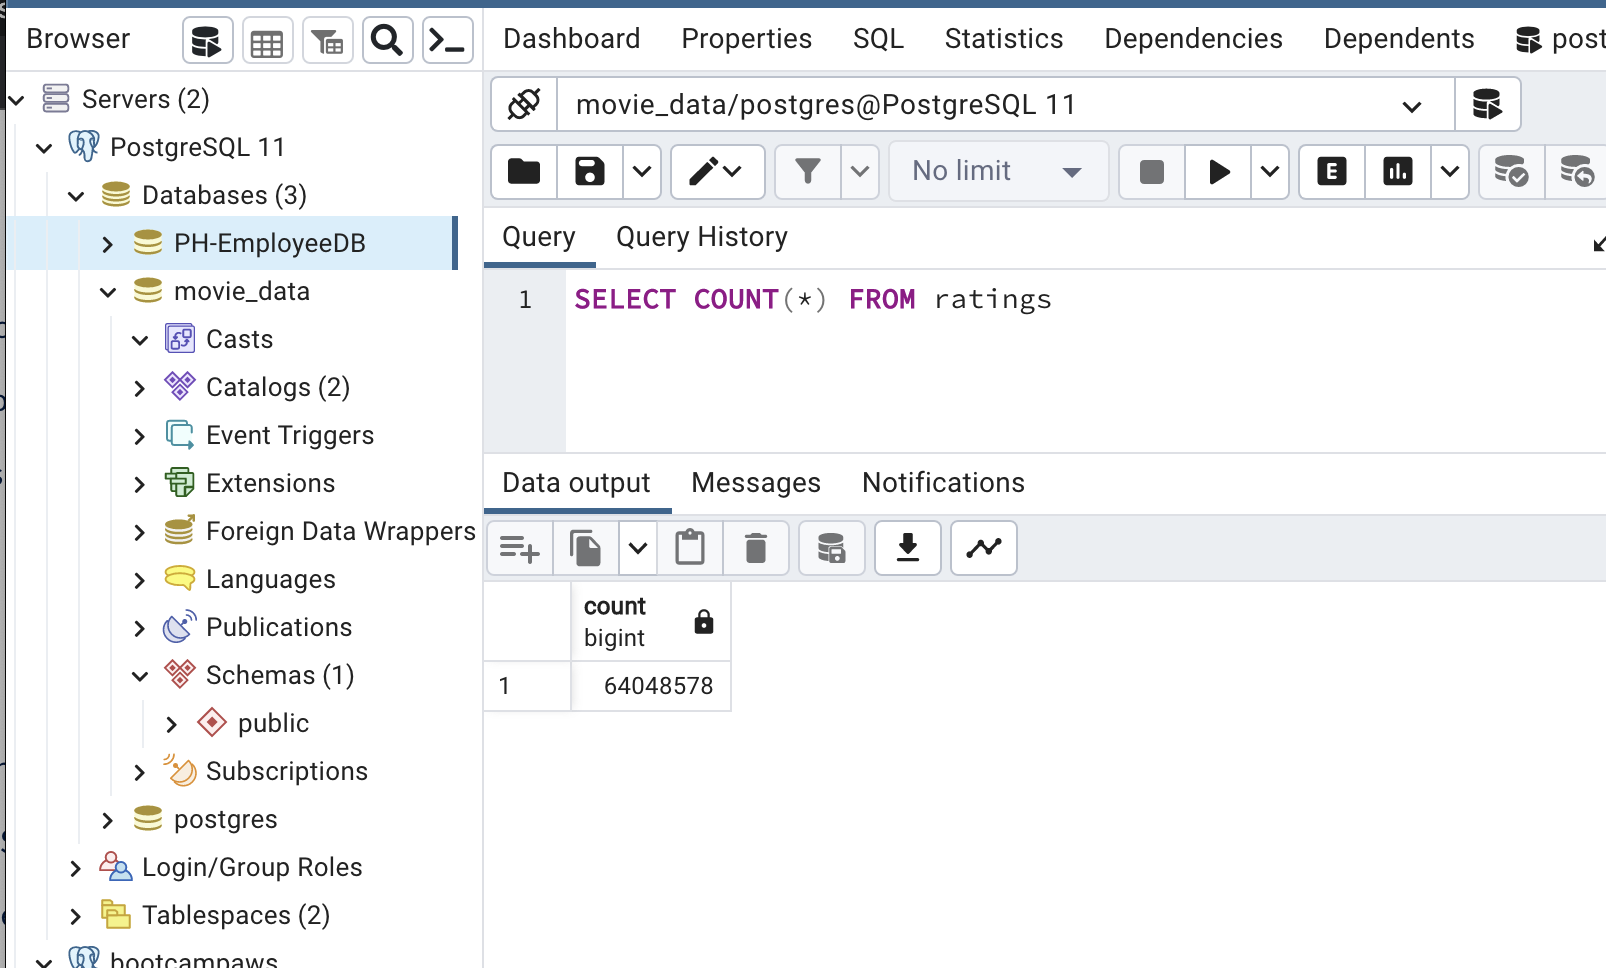 Browser
Dashboard Properties SQL Statistics Dependencies Dependents post
Servers (2)
PostgreSQL 11
Databases (3)
PH-EmployeeDB
movie_data
Casts
Catalogs (2)
Event Triggers
Extensions
Foreign Data Wrappers
Languages
Publications
Schemas (1)
public
Subscriptions
postgres
Login/Group Roles
Tablespaces (2)
bootcampaws
movie_data/postgres@PostgreSQL 11
No limit
E
Query Query History
1 SELECT COUNT(*) FROM ratings
Data output Messages Notifications
count
bigint
1 64048578